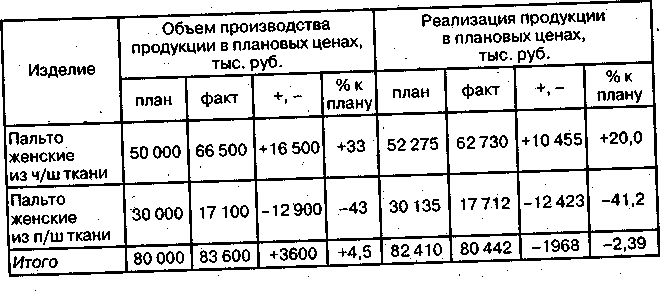 Изделие
Объем производства
продукции в плановых ценах,
тыс. руб.
Реализация продукции
в плановых ценах,
тыс. руб.
план факт +, – % к плану план факт +, – % к плану
Пальто
женские
из ч/ш ткани
50 000 66 500 +16 500 +33 52 275 62 730 +10 455 +20,0
Пальто
женские
из п/ш ткани
30 000 17 100 –12 900 –43 30 135 17 712 –12 423 –41,2
Итого 80 000 83 600 +3600 +4,5 82 410 80 442 –1968 –2,39